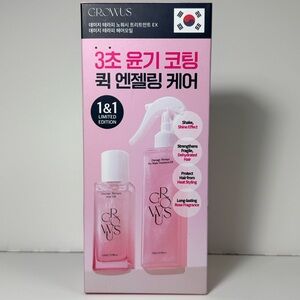 CROWUS
데미지 테라피 노워시 트리트먼트 EX
데미지 테라피 헤어오일
3초 윤기 코팅
퀵 엔젤링 케어
1&1
LIMITED
EDITION
Shake,
Shine Effect
Strengthens
Fragile,
Dehydrated
Hair
Protect
Hair from
Heat Styling
Long-lasting
Rose Fragrance
CROWUS
CROWUS